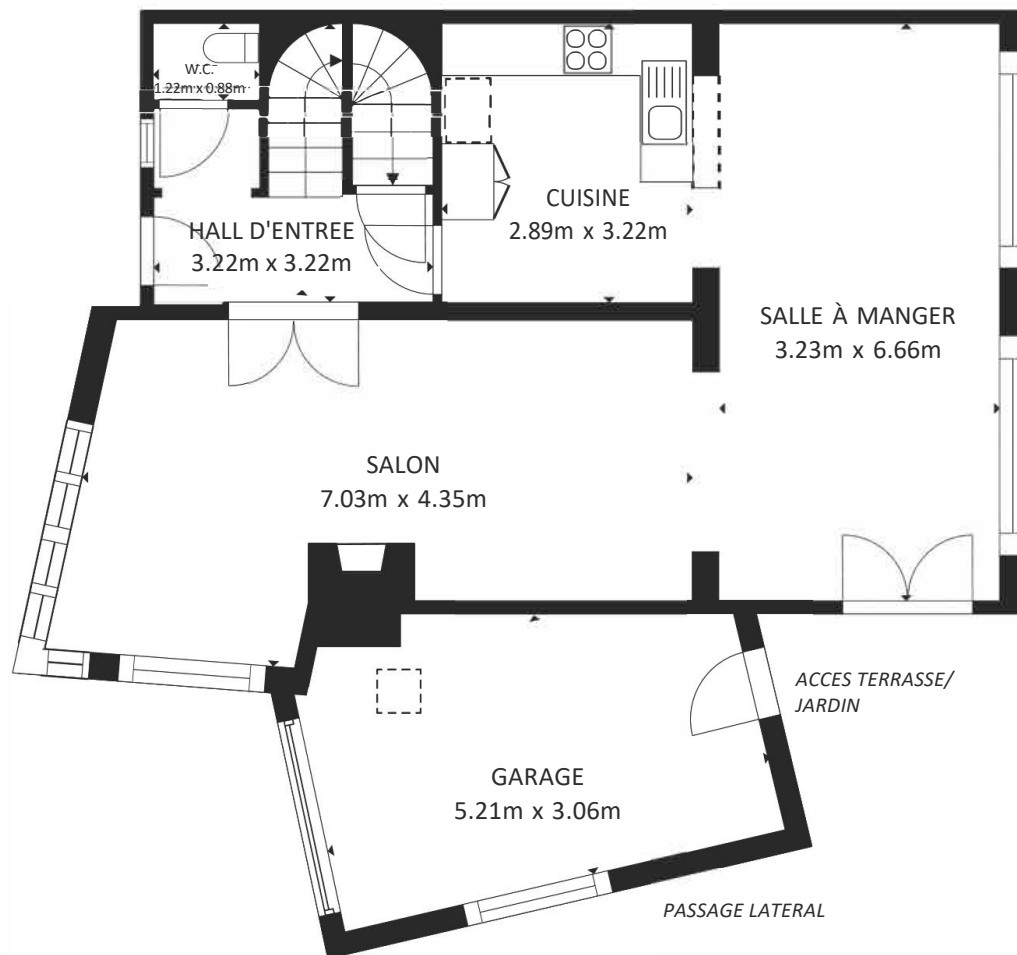 W.C.
1.22m x 0.88m
CUISINE
2.89m x 3.22m
HALL D'ENTREE
3.22m x 3.22m
SALLE À MANGER
3.23m x 6.66m
SALON
7.03m x 4.35m
ACCES TERRASSE/
JARDIN
GARAGE
5.21m x 3.06m
PASSAGE LATERAL